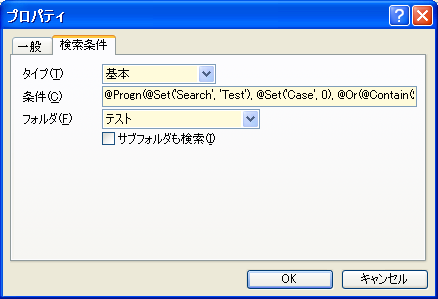 プロパティ
一般 検索条件
タイプ(T) 基本
条件(C) @Progn(@Set('Search', 'Test'), @Set('Case', 0), @Or(@Contain(
フォルダ(F) テスト
サブフォルダも検索(I)
OK キャンセル